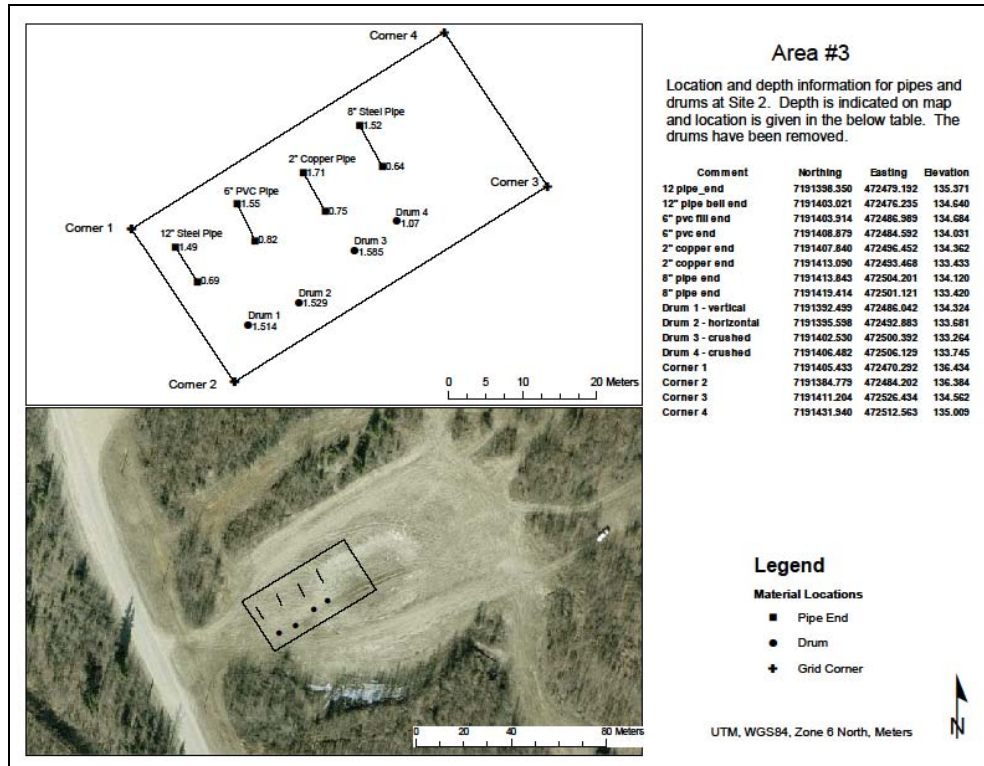 Corner 4
8" Steel Pipe
1.52
2" Copper Pipe
1.71
0.64
Corner 3
6" PVC Pipe
1.55
0.75
Drum 4
1.07
Corner 1
12" Steel Pipe
1.49
0.82
Drum 3
1.585
0.69
Drum 2
1.529
Drum 1
1.514
Corner 2
0 5 10 20 Meters
Area #3
Location and depth information for pipes and
drums at Site 2. Depth is indicated on map
and location is given in the below table. The
drums have been removed.
Comment Northing Easting Elevation
12 pipe_end 7191398.350 472479.192 135.371
12" pipe bell end 7191403.021 472476.235 134.640
6" pvc fill end 7191403.914 472486.989 134.684
6" pvc end 7191408.879 472484.592 134.031
2" copper end 7191407.840 472496.452 134.362
2" copper end 7191413.090 472493.468 133.433
8" pipe end 7191413.843 472504.201 134.120
8" pipe end 7191419.414 472501.121 133.420
Drum 1 - vertical 7191392.499 472486.042 134.324
Drum 2 - horizontal 7191395.598 472492.883 133.681
Drum 3 - crushed 7191402.530 472500.392 133.264
Drum 4 - crushed 7191406.482 472506.129 133.745
Corner 1 7191405.433 472470.292 136.434
Corner 2 7191384.779 472484.202 136.384
Corner 3 7191411.204 472526.434 134.562
Corner 4 7191431.940 472512.563 135.009
0 20 40 60 80 Meters
Legend
Material Locations
Pipe End
Drum
Grid Corner
UTM, WGS84, Zone 6 North, Meters
N